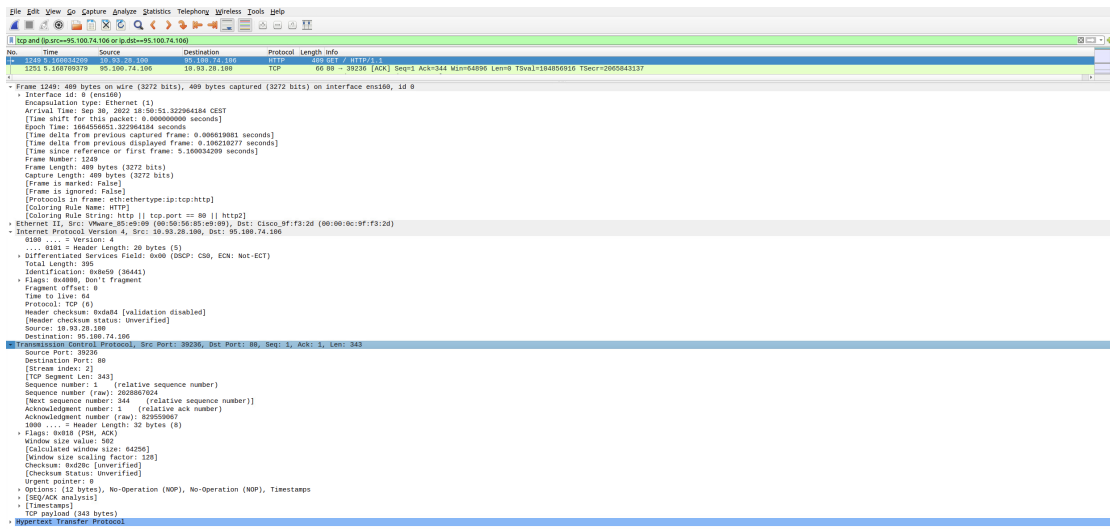 File Edit View Go Capture Analyze Statistics Telephony Wireless Tools Help
tcp and (ip.src==95.100.74.106 or ip.dst==95.100.74.106)
No. Time Source Destination Protocol Length Info
1249 5.160034209 10.93.28.100 95.100.74.106 HTTP 409 GET / HTTP/1.1
1251 5.168709379 95.100.74.106 10.93.28.100 TCP 66 80 → 39236 [ACK] Seq=1 Ack=344 Win=64896 Len=0 TSval=184856916 TSecr=2065843137
Frame 1249: 409 bytes on wire (3272 bits), 409 bytes captured (3272 bits) on interface ens160, id 0
Interface id: 0 (ens160)
Encapsulation type: Ethernet (1)
Arrival Time: Sep 30, 2022 18:50:51.322964184 CEST
[Time shift for this packet: 0.000000000 seconds]
Epoch Time: 1664556651.322964184 seconds
[Time delta from previous captured frame: 0.006619081 seconds]
[Time delta from previous displayed frame: 0.106210277 seconds]
[Time since reference or first frame: 5.160034209 seconds]
Frame Number: 1249
Frame Length: 409 bytes (3272 bits)
Capture Length: 409 bytes (3272 bits)
[Frame is marked: False]
[Frame is ignored: False]
[Protocols in frame: eth:ethertype:ip:tcp:http]
[Coloring Rule Name: HTTP]
[Coloring Rule String: http || tcp.port == 80 || http2]
Ethernet II, Src: VMware_85:e9:09 (00:50:56:85:e9:09), Dst: Cisco_9f:f3:2d (00:00:0c:9f:f3:2d)
Internet Protocol Version 4, Src: 10.93.28.100, Dst: 95.100.74.106
0100 .... = Version: 4
.... 0101 = Header Length: 20 bytes (5)
Differentiated Services Field: 0x00 (DSCP: CS0, ECN: Not-ECT)
Total Length: 395
Identification: 0x8e59 (36441)
Flags: 0x4000, Don't fragment
Fragment offset: 0
Time to live: 64
Protocol: TCP (6)
Header checksum: 0xda84 [validation disabled]
[Header checksum status: Unverified]
Source: 10.93.28.100
Destination: 95.100.74.106
Transmission Control Protocol, Src Port: 39236, Dst Port: 80, Seq: 1, Ack: 1, Len: 343
Source Port: 39236
Destination Port: 80
[Stream index: 2]
[TCP Segment Len: 343]
Sequence number: 1 (relative sequence number)
Sequence number (raw): 2028867024
[Next sequence number: 344 (relative sequence number)]
Acknowledgment number: 1 (relative ack number)
Acknowledgment number (raw): 829559067
1000 .... = Header Length: 32 bytes (8)
Flags: 0x018 (PSH, ACK)
Window size value: 502
[Calculated window size: 64256]
[Window size scaling factor: 128]
Checksum: 0xd20c [unverified]
[Checksum Status: Unverified]
Urgent pointer: 0
Options: (12 bytes), No-Operation (NOP), No-Operation (NOP), Timestamps
[SEQ/ACK analysis]
[Timestamps]
TCP payload (343 bytes)
Hypertext Transfer Protocol